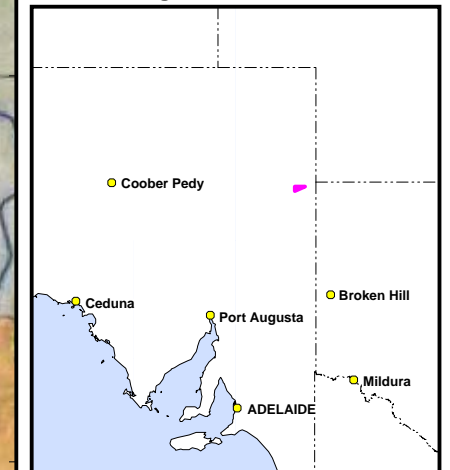 Coober Pedy
Ceduna
Broken Hill
Port Augusta
Mildura
ADELAIDE